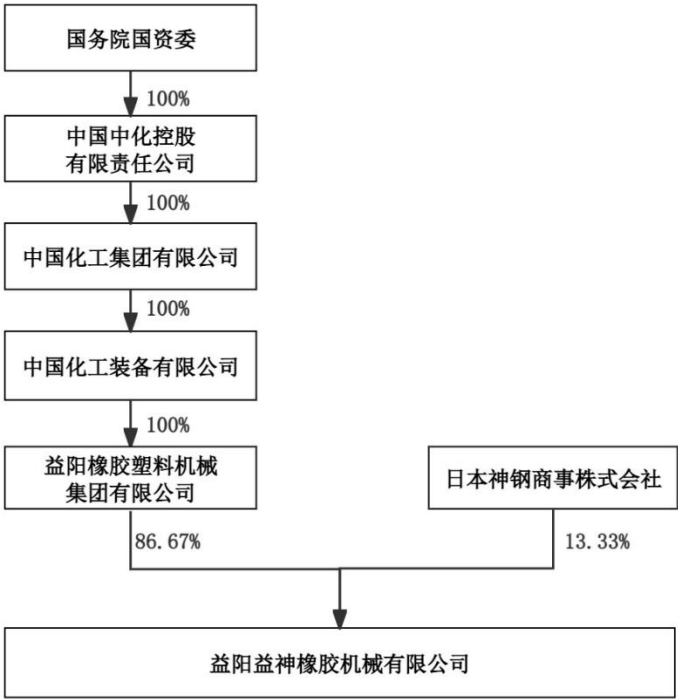 国务院国资委
100%
中国中化控股
有限责任公司
100%
中国化工集团有限公司
100%
中国化工装备有限公司
100%
益阳橡胶塑料机械
集团有限公司
日本神钢商事株式会社
86.67%
13.33%
益阳益神橡胶机械有限公司